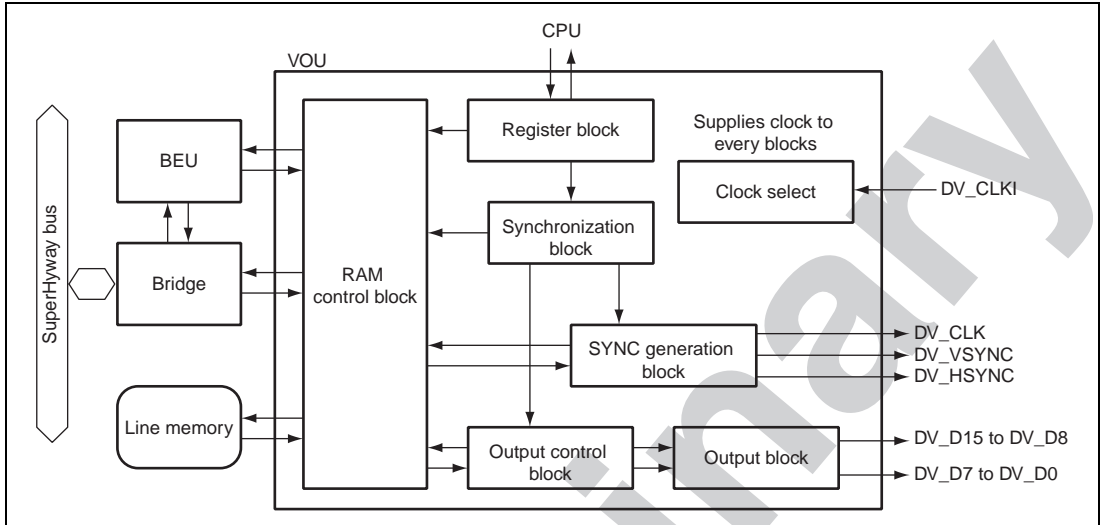 CPU
VOU
SuperHyway bus
BEU
Bridge
Line memory
RAM
control block
Register block
Supplies clock to
every blocks
Clock select
DV_CLKI
Synchronization
block
SYNC generation
block
DV_CLK
DV_VSYNC
DV_HSYNC
Output control
block
Output block
DV_D15 to DV_D8
DV_D7 to DV_D0
inary